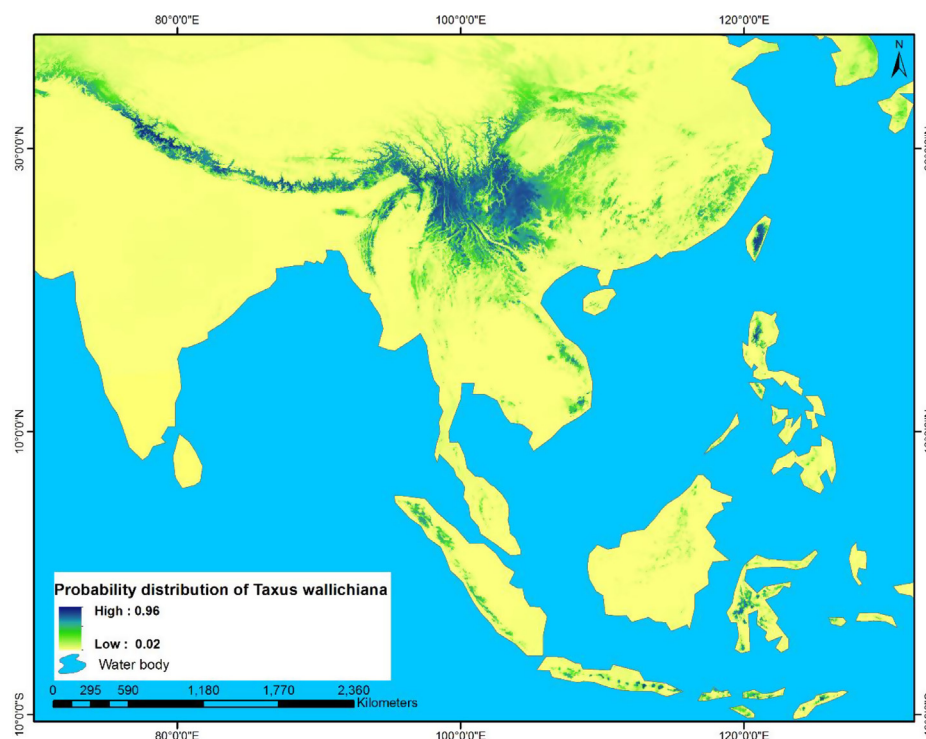 80°0'0"E 100°0'0"E 120°0'0"E
N
30°0'0"N
10°0'0"N
Probability distribution of Taxus wallichiana
High : 0.96
Low : 0.02
Water body
0 295 590 1,180 1,770 2,360
Kilometers
10°0'0"S
80°0'0"E 100°0'0"E 120°0'0"E